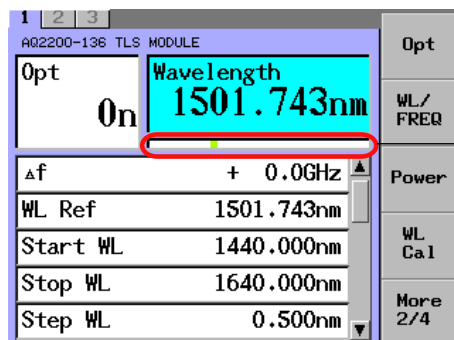 1 2 3
AQ2200-136 TLS MODULE
Opt
On
Wavelength
1501.743nm
▵f + 0.0GHz
WL Ref 1501.743nm
Start WL 1440.000nm
Stop WL 1640.000nm
Step WL 0.500nm
Opt
WL/
FREQ
Power
WL
Cal
More
2/4